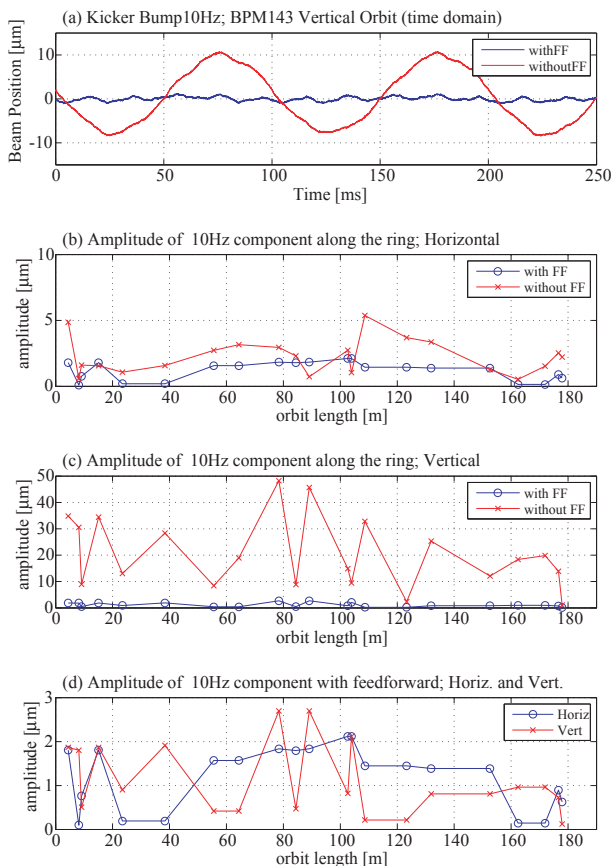 (a) Kicker Bump10Hz; BPM143 Vertical Orbit (time domain)
Beam Position [μm]
10
0
-10
withFF
withoutFF
0 50 100 150 200 250
Time [ms]
(b) Amplitude of 10Hz component along the ring; Horizontal
amplitude [μm]
10
5
0
with FF
without FF
0 20 40 60 80 100 120 140 160 180
orbit length [m]
(c) Amplitude of 10Hz component along the ring; Vertical
amplitude [μm]
50
40
30
20
10
0
with FF
without FF
0 20 40 60 80 100 120 140 160 180
orbit length [m]
(d) Amplitude of 10Hz component with feedforward; Horiz. and Vert.
amplitude [μm]
3
2
1
0
Horiz
Vert
0 20 40 60 80 100 120 140 160 180
orbit length [m]